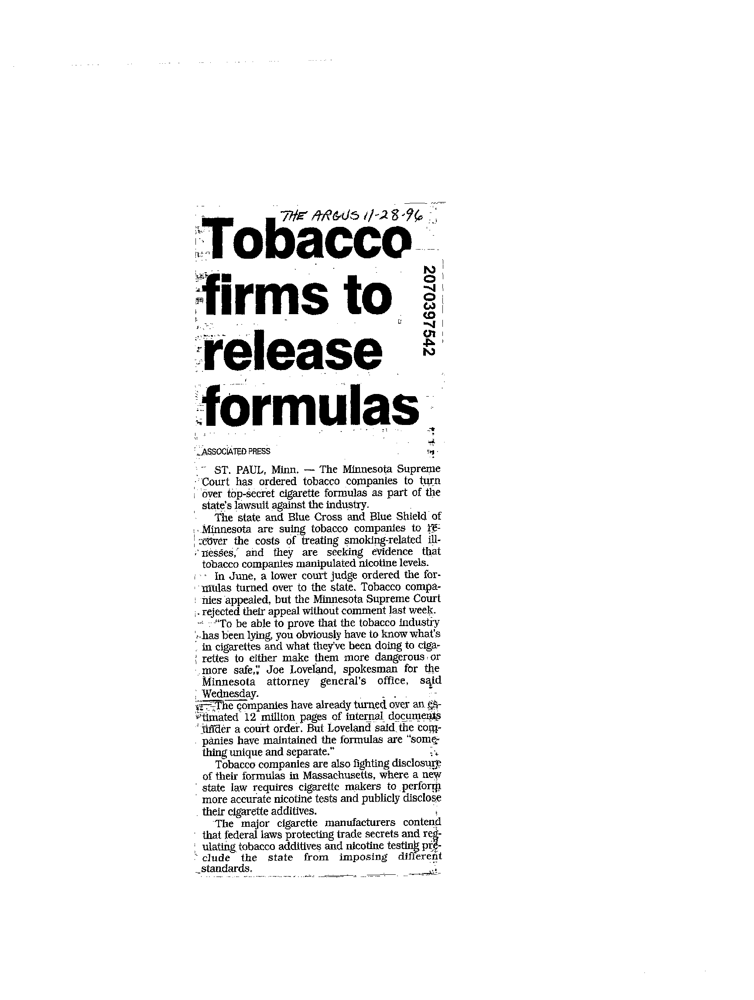 THE ARGUS 11-28-96
Tobacco
firms to
release
formulas
2070397542
ASSOCIATED PRESS
ST. PAUL, Minn. — The Minnesota Supreme
Court has ordered tobacco companies to turn
over top-secret cigarette formulas as part of the
state's lawsuit against the industry.
The state and Blue Cross and Blue Shield of
Minnesota are suing tobacco companies to re-
cover the costs of treating smoking-related ill-
nesses, and they are seeking evidence that
tobacco companies manipulated nicotine levels.
In June, a lower court judge ordered the for-
mulas turned over to the state. Tobacco compa-
nies appealed, but the Minnesota Supreme Court
rejected their appeal without comment last week.
"To be able to prove that the tobacco industry
has been lying, you obviously have to know what's
in cigarettes and what they've been doing to ciga-
rettes to either make them more dangerous or
more safe," Joe Loveland, spokesman for the
Minnesota attorney general's office, said
Wednesday.
The companies have already turned over an es-
timated 12 million pages of internal documents
under a court order. But Loveland said the com-
panies have maintained the formulas are "some-
thing unique and separate."
Tobacco companies are also fighting disclosure
of their formulas in Massachusetts, where a new
state law requires cigarette makers to perform
more accurate nicotine tests and publicly disclose
their cigarette additives.
The major cigarette manufacturers contend
that federal laws protecting trade secrets and reg-
ulating tobacco additives and nicotine testing pre-
clude the state from imposing different
standards.